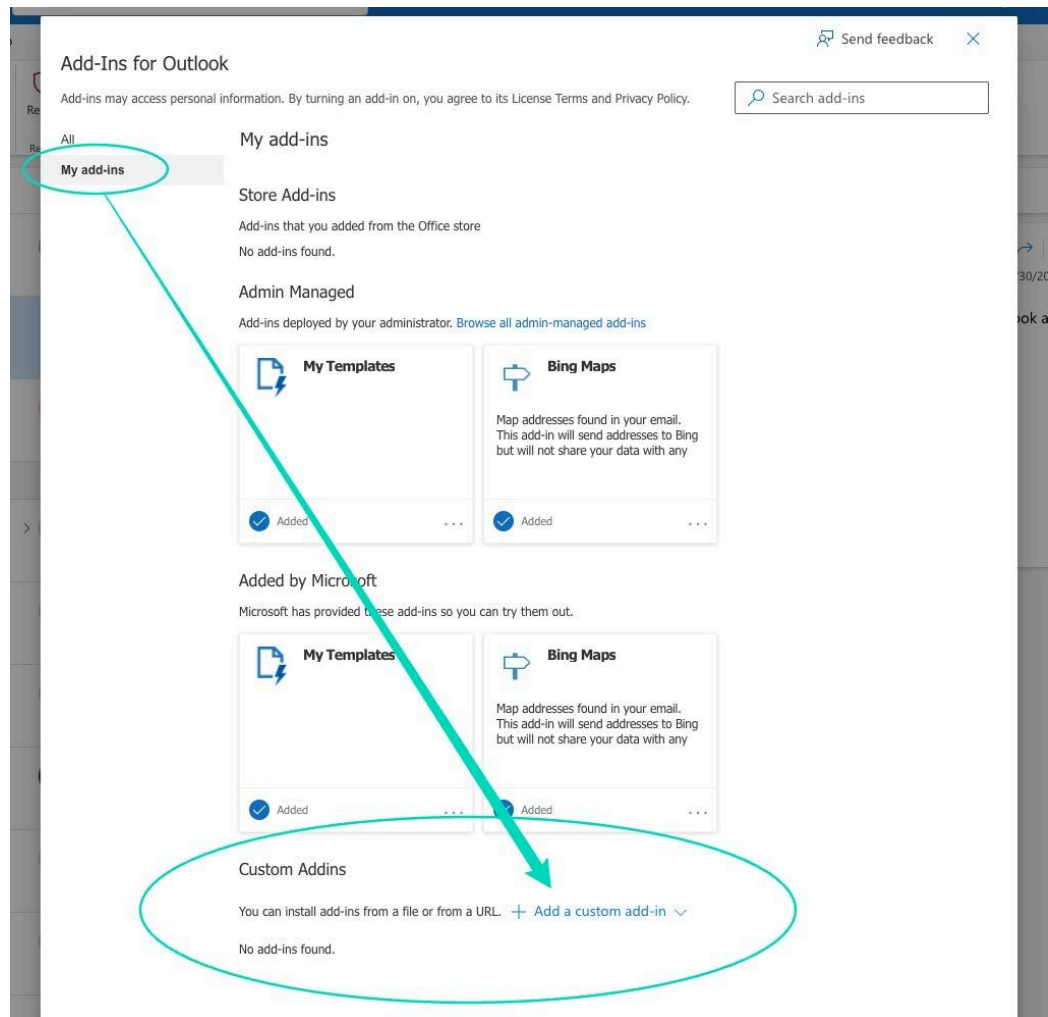 Send feedback
Add-Ins for Outlook
Add-ins may access personal information. By turning an add-in on, you agree to its License Terms and Privacy Policy.
Search add-ins
All
My add-ins
My add-ins
Store Add-ins
Add-ins that you added from the Office store
No add-ins found.
Admin Managed
Add-ins deployed by your administrator. Browse all admin-managed add-ins
My Templates
Bing Maps
Map addresses found in your email.
This add-in will send addresses to Bing
but will not share your data with any
Added
...
Added
...
Added by Microsoft
Microsoft has provided these add-ins so you can try them out.
My Templates
Bing Maps
Map addresses found in your email.
This add-in will send addresses to Bing
but will not share your data with any
Added
...
Added
...
Custom Addins
You can install add-ins from a file or from a URL. + Add a custom add-in
No add-ins found.